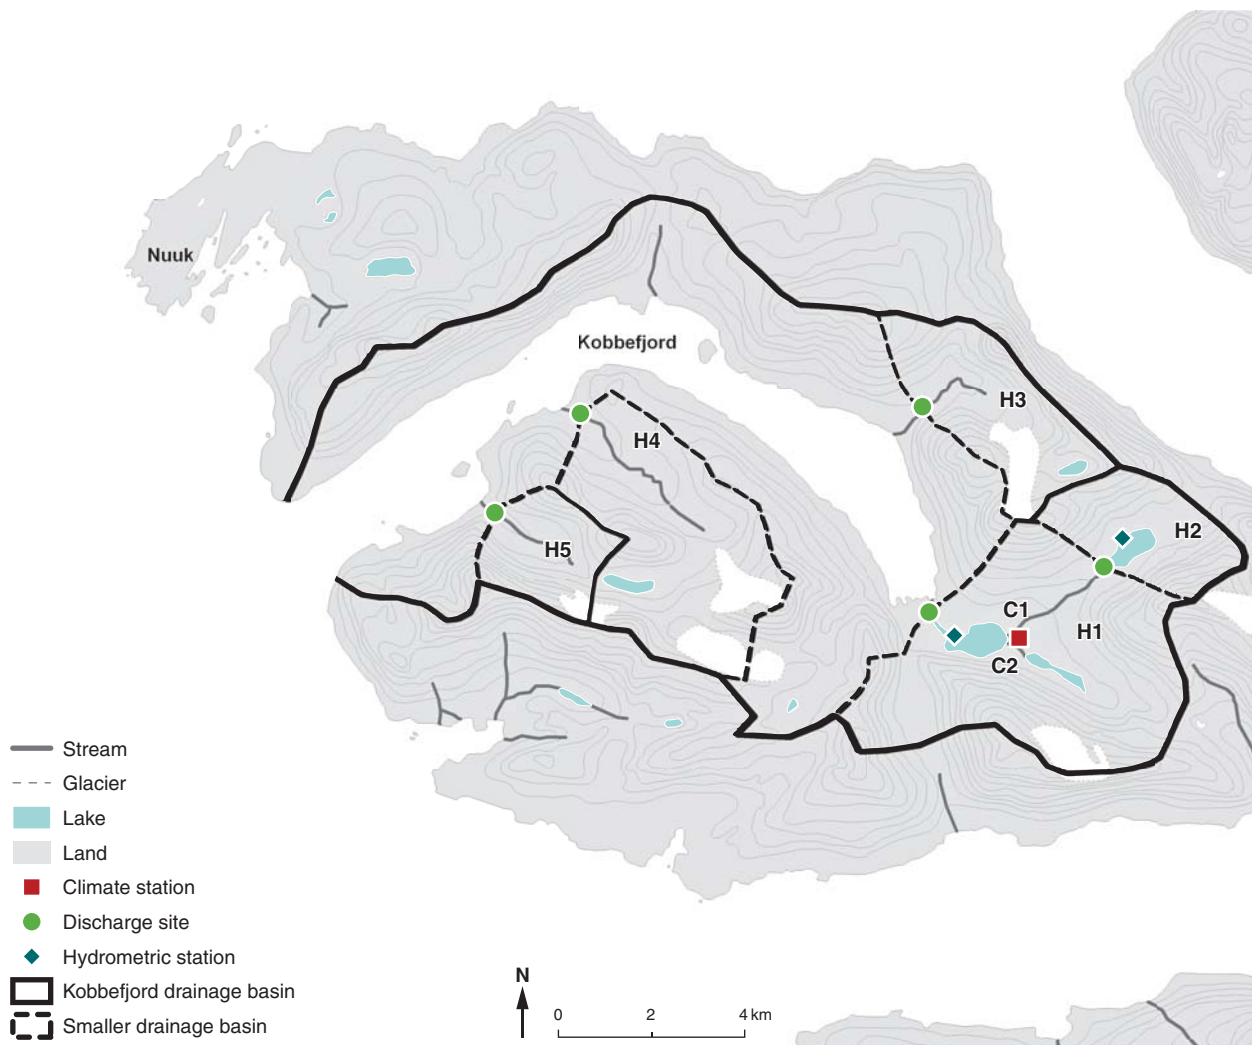 Nuuk
Kobbefjord
H3
H4
H2
H5
C1
H1
C2
Stream
Glacier
Lake
Land
Climate station
Discharge site
Hydrometric station
Kobbefjord drainage basin
Smaller drainage basin
N
0 2 4 km